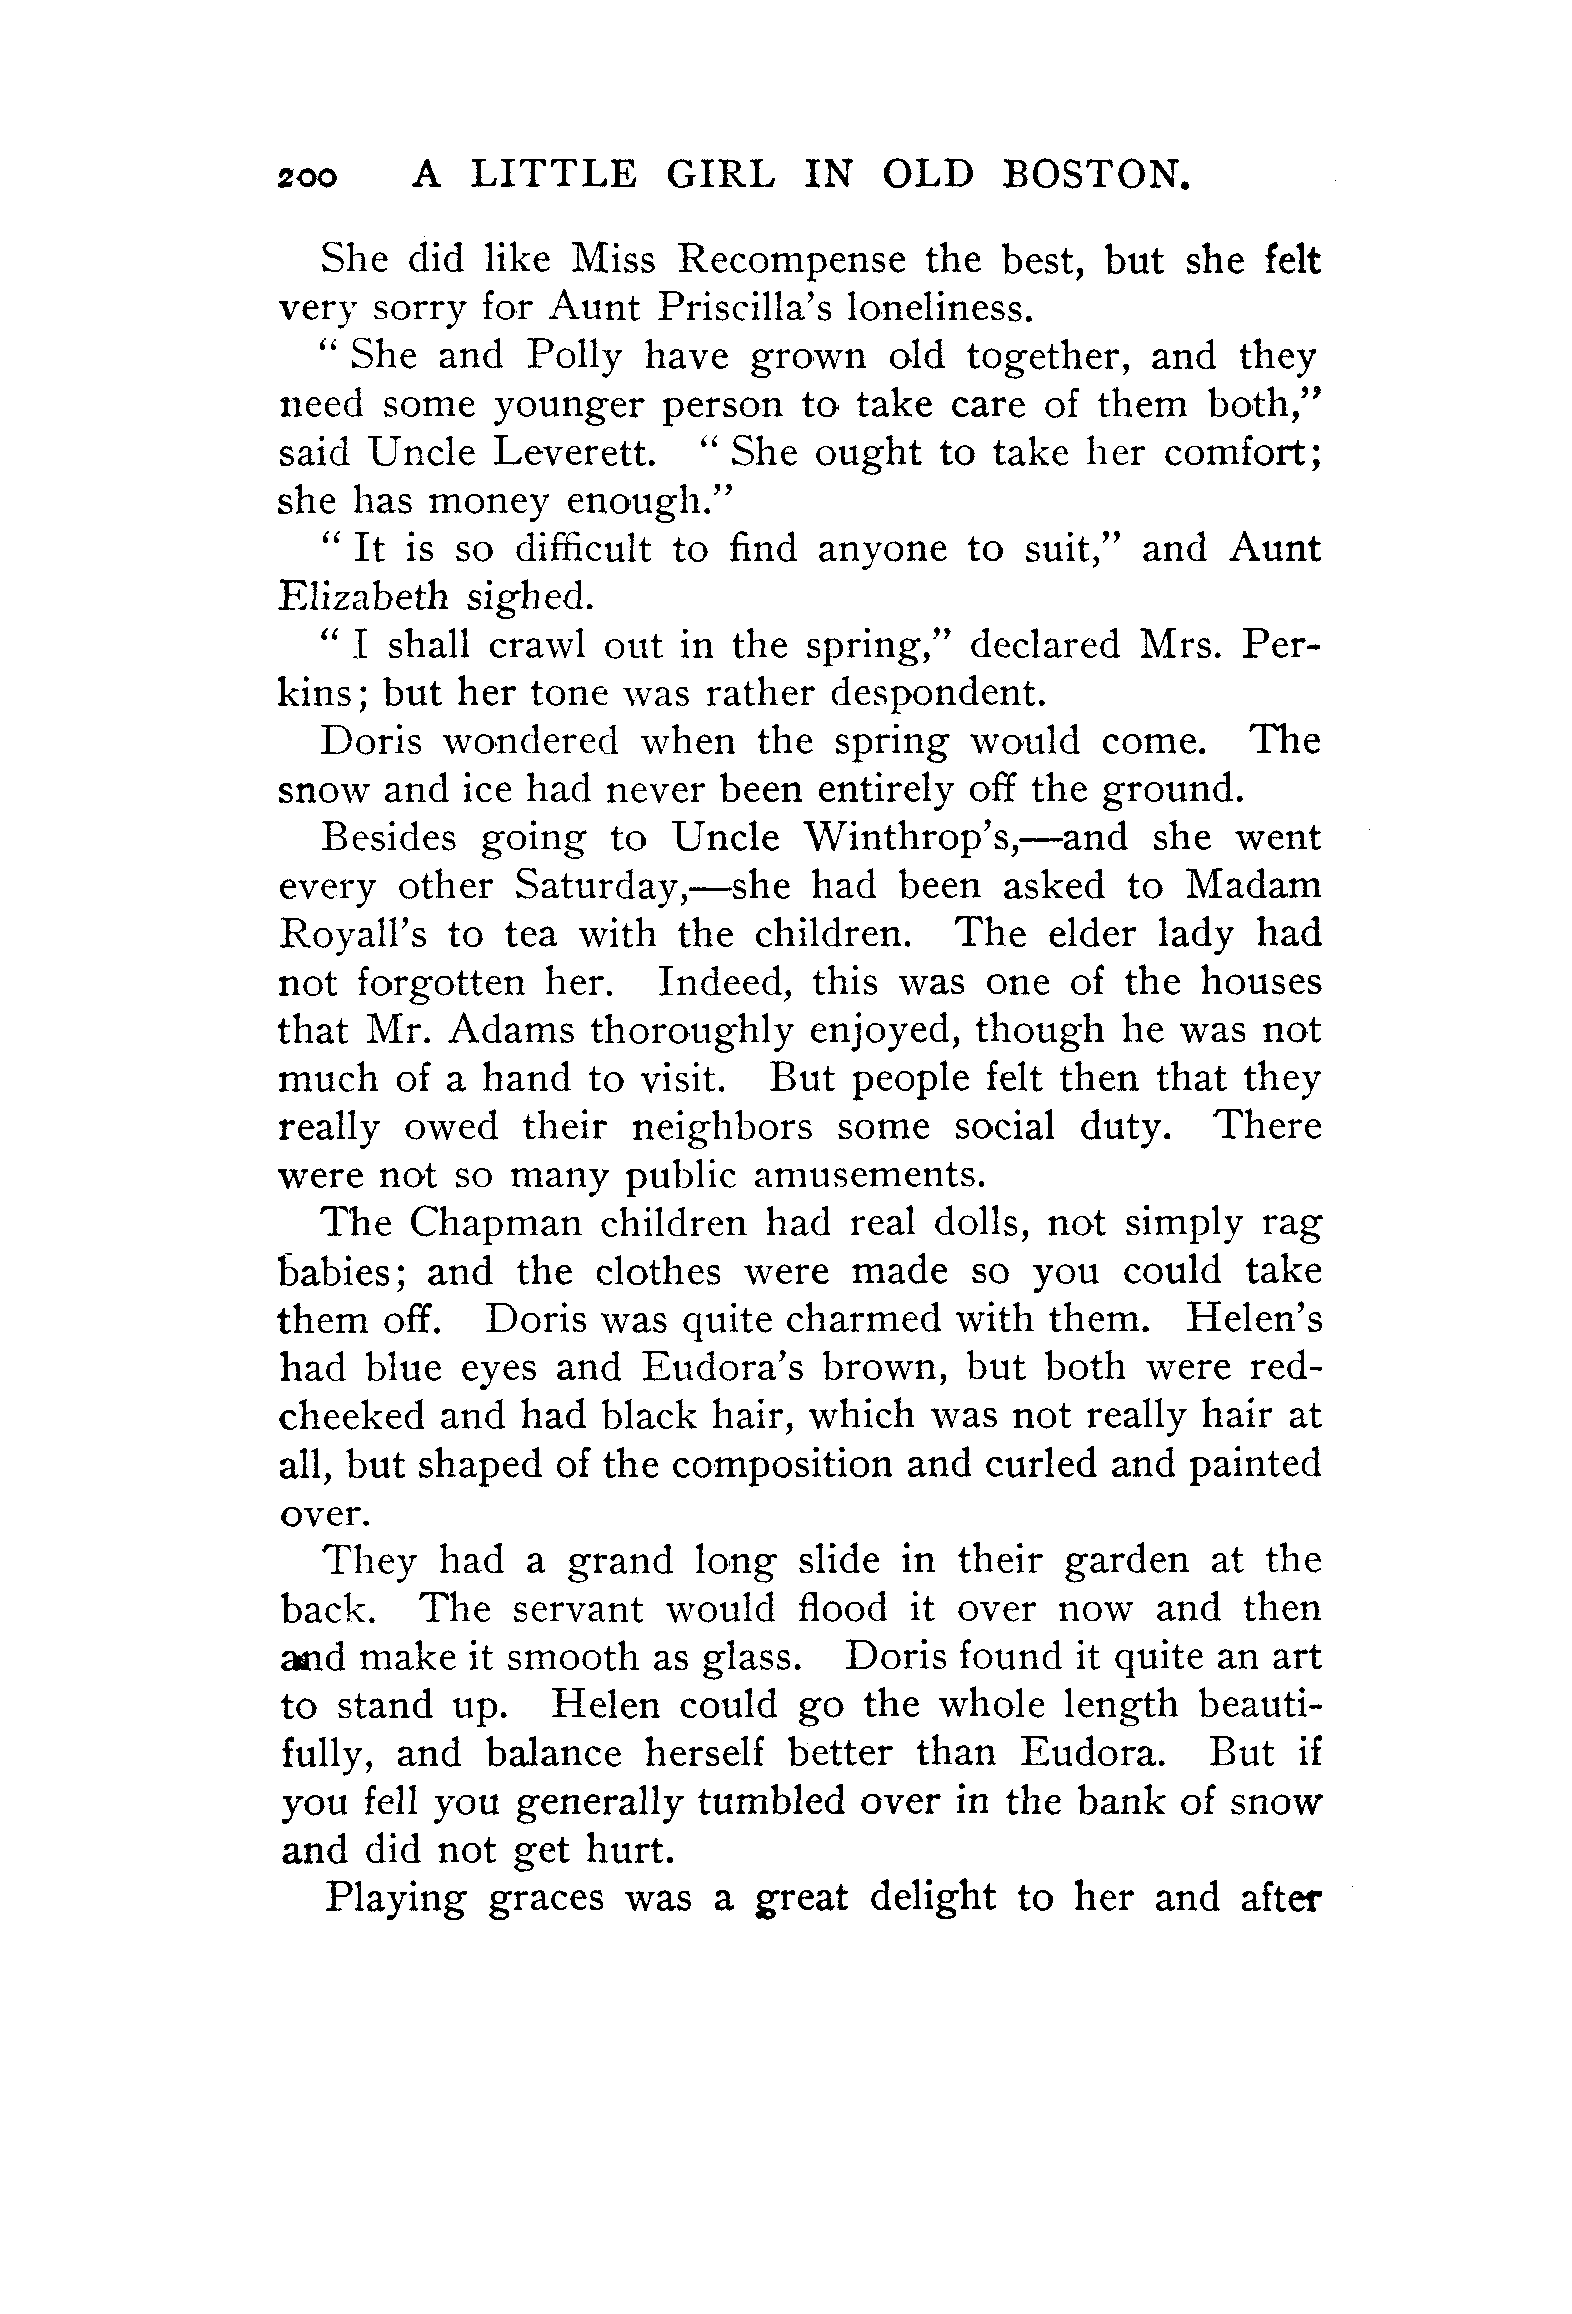 200 A LITTLE GIRL IN OLD BOSTON.
She did like Miss Recompense the best, but she felt
very sorry for Aunt Priscilla's loneliness.
" She and Polly have grown old together, and they
need some younger person to take care of them both,"
said Uncle Leverett. " She ought to take her comfort;
she has money enough."
" It is so difficult to find anyone to suit," and Aunt
Elizabeth sighed.
" I shall crawl out in the spring," declared Mrs. Per-
kins; but her tone was rather despondent.
Doris wondered when the spring would come. The
snow and ice had never been entirely off the ground.
Besides going to Uncle Winthrop's,—and she went
every other Saturday,—she had been asked to Madam
Royall's to tea with the children. The elder lady had
not forgotten her. Indeed, this was one of the houses
that Mr. Adams thoroughly enjoyed, though he was not
much of a hand to visit. But people felt then that they
really owed their neighbors some social duty. There
were not so many public amusements.
The Chapman children had real dolls, not simply rag
babies; and the clothes were made so you could take
them off. Doris was quite charmed with them. Helen's
had blue eyes and Eudora's brown, but both were red-
cheeked and had black hair, which was not really hair at
all, but shaped of the composition and curled and painted
over.
They had a grand long slide in their garden at the
back. The servant would flood it over now and then
and make it smooth as glass. Doris found it quite an art
to stand up. Helen could go the whole length beauti-
fully, and balance herself better than Eudora. But if
you fell you generally tumbled over in the bank of snow
and did not get hurt.
Playing graces was a great delight to her and after